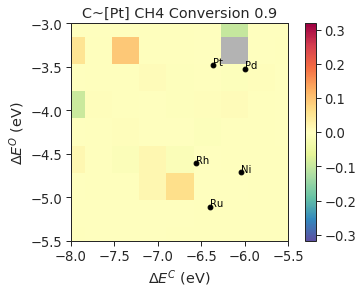 C~[Pt] CH4 Conversion 0.9
−3.0
−3.5
−4.0
−4.5
−5.0
−5.5
ΔE^O (eV)
Pt
Pd
Rh
Ni
Ru
−8.0 −7.5 −7.0 −6.5 −6.0 −5.5
ΔE^C (eV)
0.3
0.2
0.1
0.0
−0.1
−0.2
−0.3